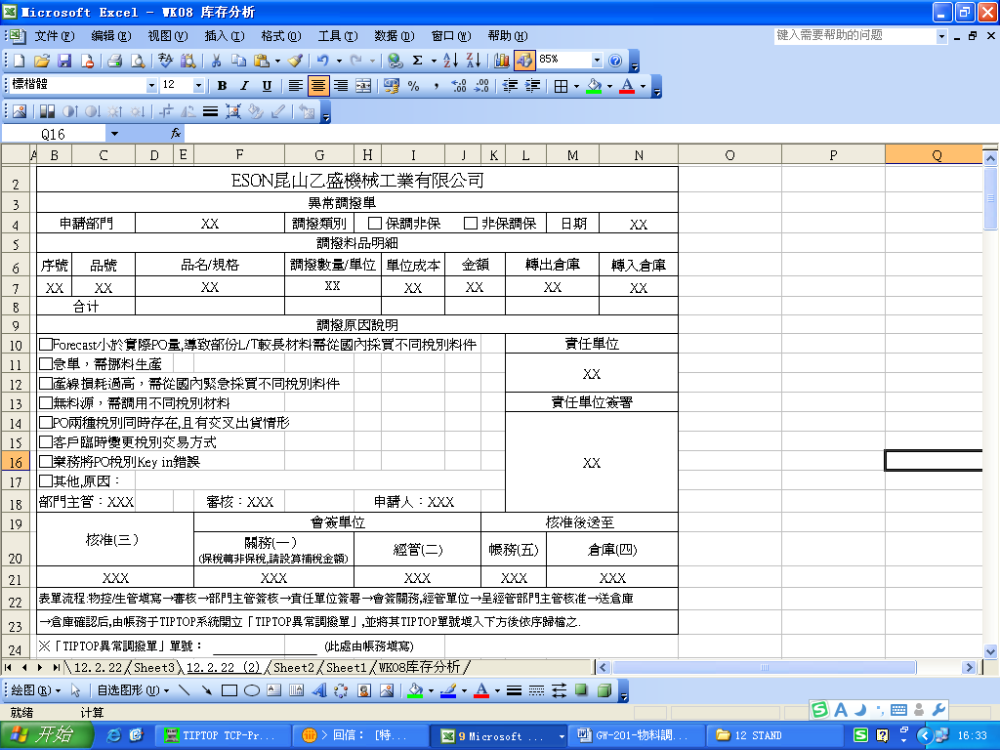 Microsoft Excel - WK08 库存分析
文件(F) 编辑(E) 视图(V) 插入(I) 格式(O) 工具(T) 数据(D) 窗口(W) 帮助(H) 键入需要帮助的问题
85%
標楷體 12 B I U
Q16 fx
A B C D E F G H I J K L M N O P Q
2 ESON昆山乙盛機械工業有限公司
3 異常調撥單
4 申請部門 XX 調撥類別 □保調非保 □非保調保 日期 XX
5 調撥料品明細
6 序號 品號 品名/規格 調撥數量/單位 單位成本 金額 轉出倉庫 轉入倉庫
7 XX XX XX XX XX XX XX XX
8 合计
9 調撥原因說明
10 □Forecast小於實際PO量,導致部份L/T較長材料需從國內採買不同稅別料件 責任單位
11 □急單，需挪料生產
XX
12 □產線損耗過高，需從國內緊急採買不同稅別料件
13 □無料源，需調用不同稅別材料 責任單位簽署
14 □PO兩種稅別同時存在,且有交叉出貨情形
15 □客戶臨時變更稅別交易方式
16 □業務將PO稅別Key in錯誤 XX
17 □其他,原因：
18 部門主管：XXX 審核：XXX 申請人：XXX
19 核准(三) 會簽單位 核准後送至
20 關務(一) 經管(二) 帳務(五) 倉庫(四)
(保稅轉非保稅,請設算補稅金額)
21 XXX XXX XXX XXX XXX
22 表單流程:物控/生管填寫→審核→部門主管簽核→責任單位簽署→會簽關務,經管單位→呈經管部門主管核准→送倉庫
23 →倉庫確認后,由帳務于TIPTOP系統開立「TIPTOP異常調撥單」,並將其TIPTOP單號填入下方後依序歸檔之.
24 ※「TIPTOP異常調撥單」單號： (此處由帳務填寫)
12.2.22 Sheet3 12.2.22 (2) Sheet2 Sheet1 WK08库存分析
绘图(R) 自选图形(U)
就绪 计算
开始 TIPTOP TCP-Pr... > 回信： [特... 9 Microsoft ... GW-201-物料調... 12 STAND 16:33